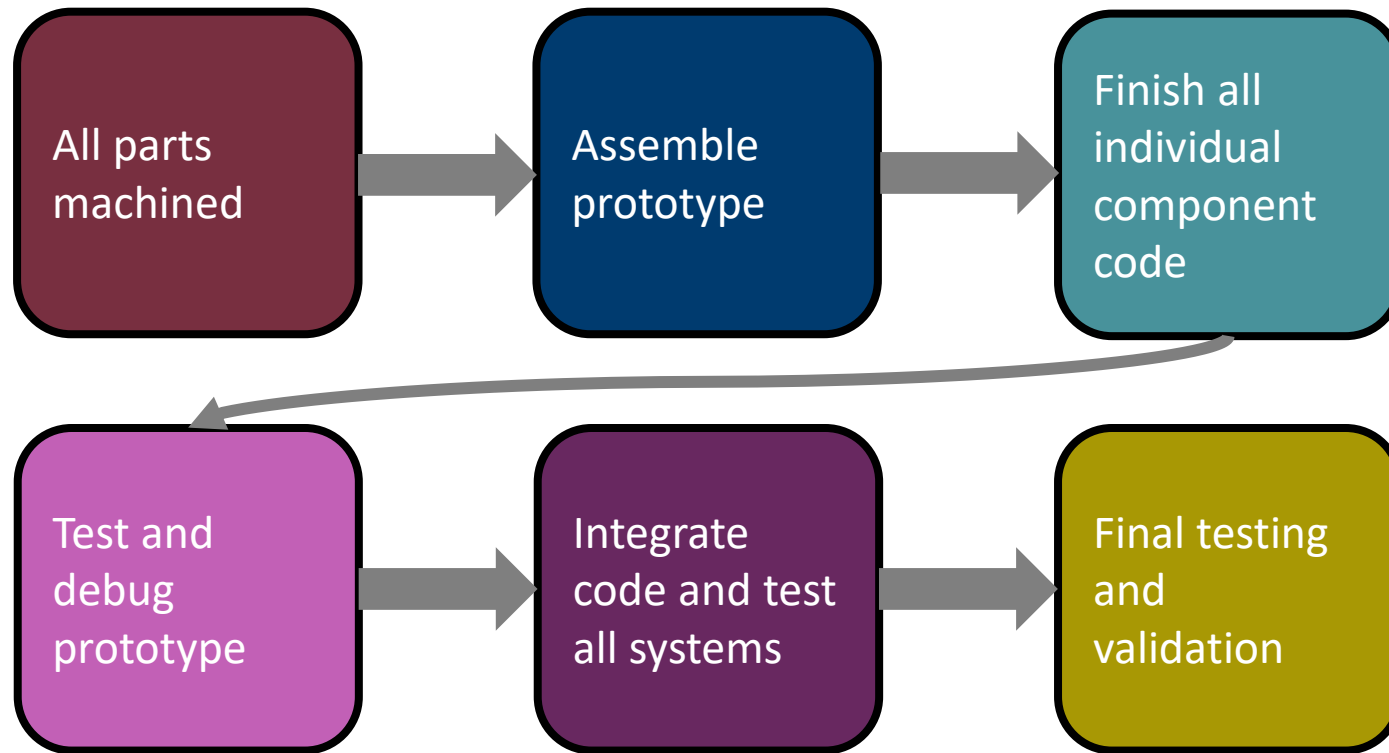 All parts
machined
Assemble
prototype
Finish all
individual
component
code
Test and
debug
prototype
Integrate
code and test
all systems
Final testing
and
validation